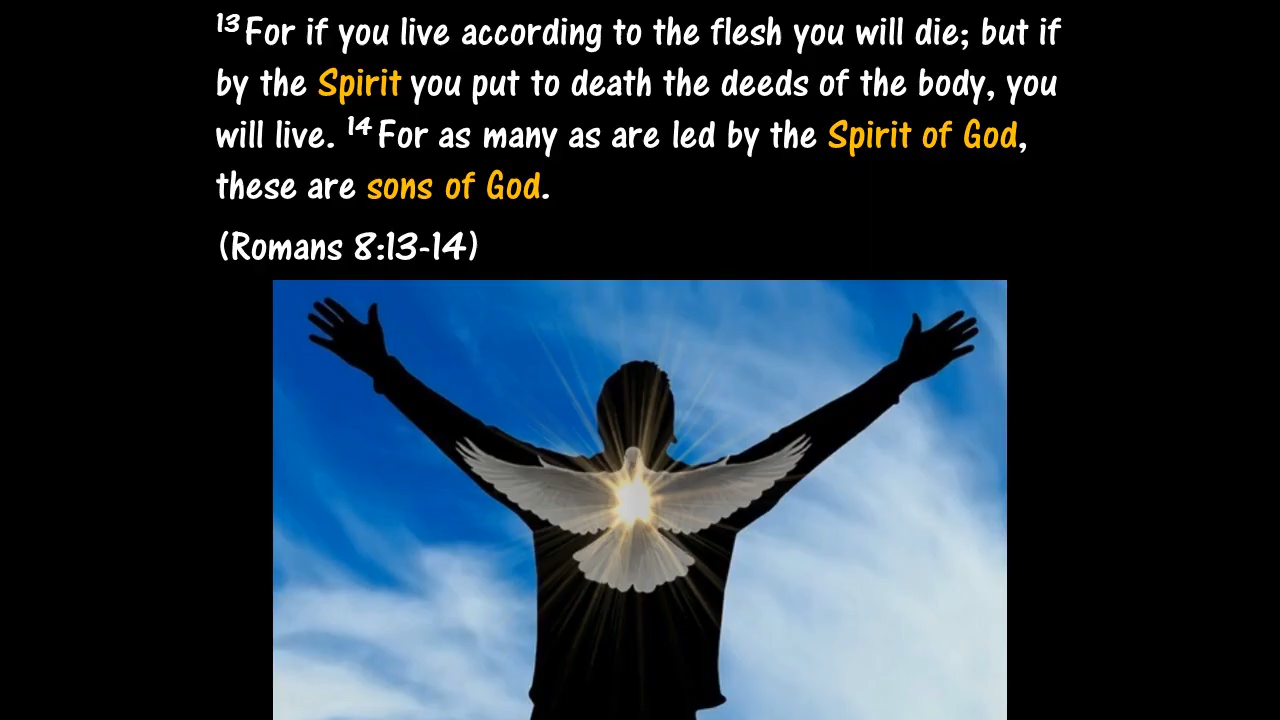 ¹³For if you live according to the flesh you will die; but if
by the Spirit you put to death the deeds of the body, you
will live. ¹⁴For as many as are led by the Spirit of God,
these are sons of God.
(Romans 8:13-14)